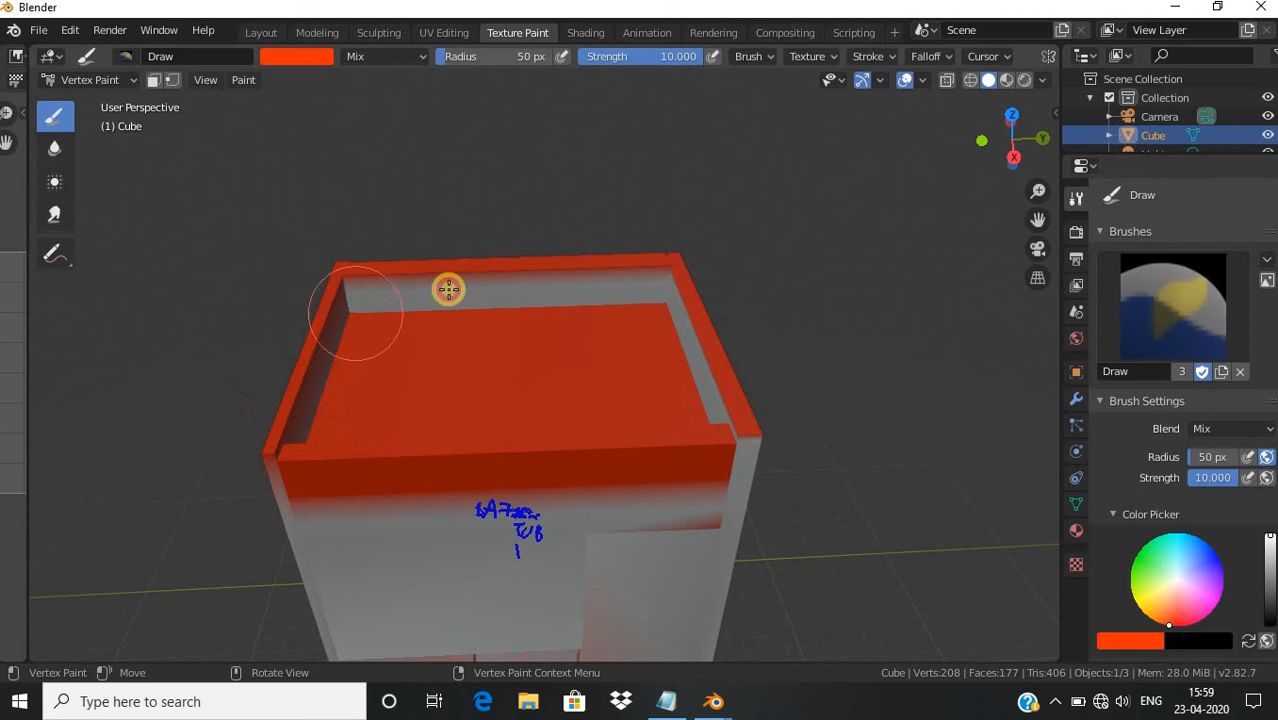 Blender
File Edit Render Window Help Layout Modeling Sculpting UV Editing Texture Paint Shading Animation Rendering Compositing Scripting + Scene View Layer
Draw Mix Radius 50 px Strength 10.000 Brush Texture Stroke Falloff Cursor
Vertex Paint View Paint
Scene Collection
Collection
Camera
Cube
User Perspective
(1) Cube
Z
Y
X
Draw
Brushes
Draw 3
Brush Settings
Blend Mix
Radius 50 px
Strength 10.000
Color Picker
Vertex Paint Move Rotate View Vertex Paint Context Menu Cube | Verts:208 | Faces:177 | Tris:406 | Objects:1/3 | Mem: 28.0 MiB | v2.82.7
Type here to search ENG 15:59
23-04-2020